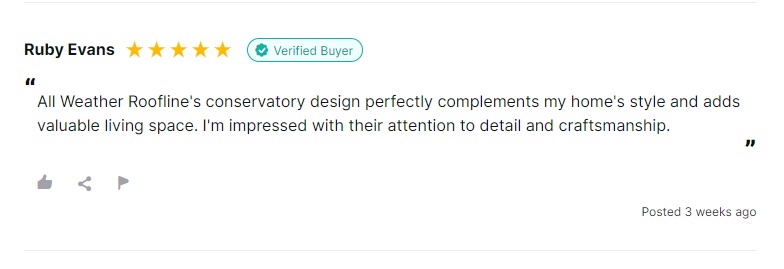 Ruby Evans Verified Buyer
“
All Weather Roofline's conservatory design perfectly complements my home's style and adds
valuable living space. I'm impressed with their attention to detail and craftsmanship.
”
Posted 3 weeks ago